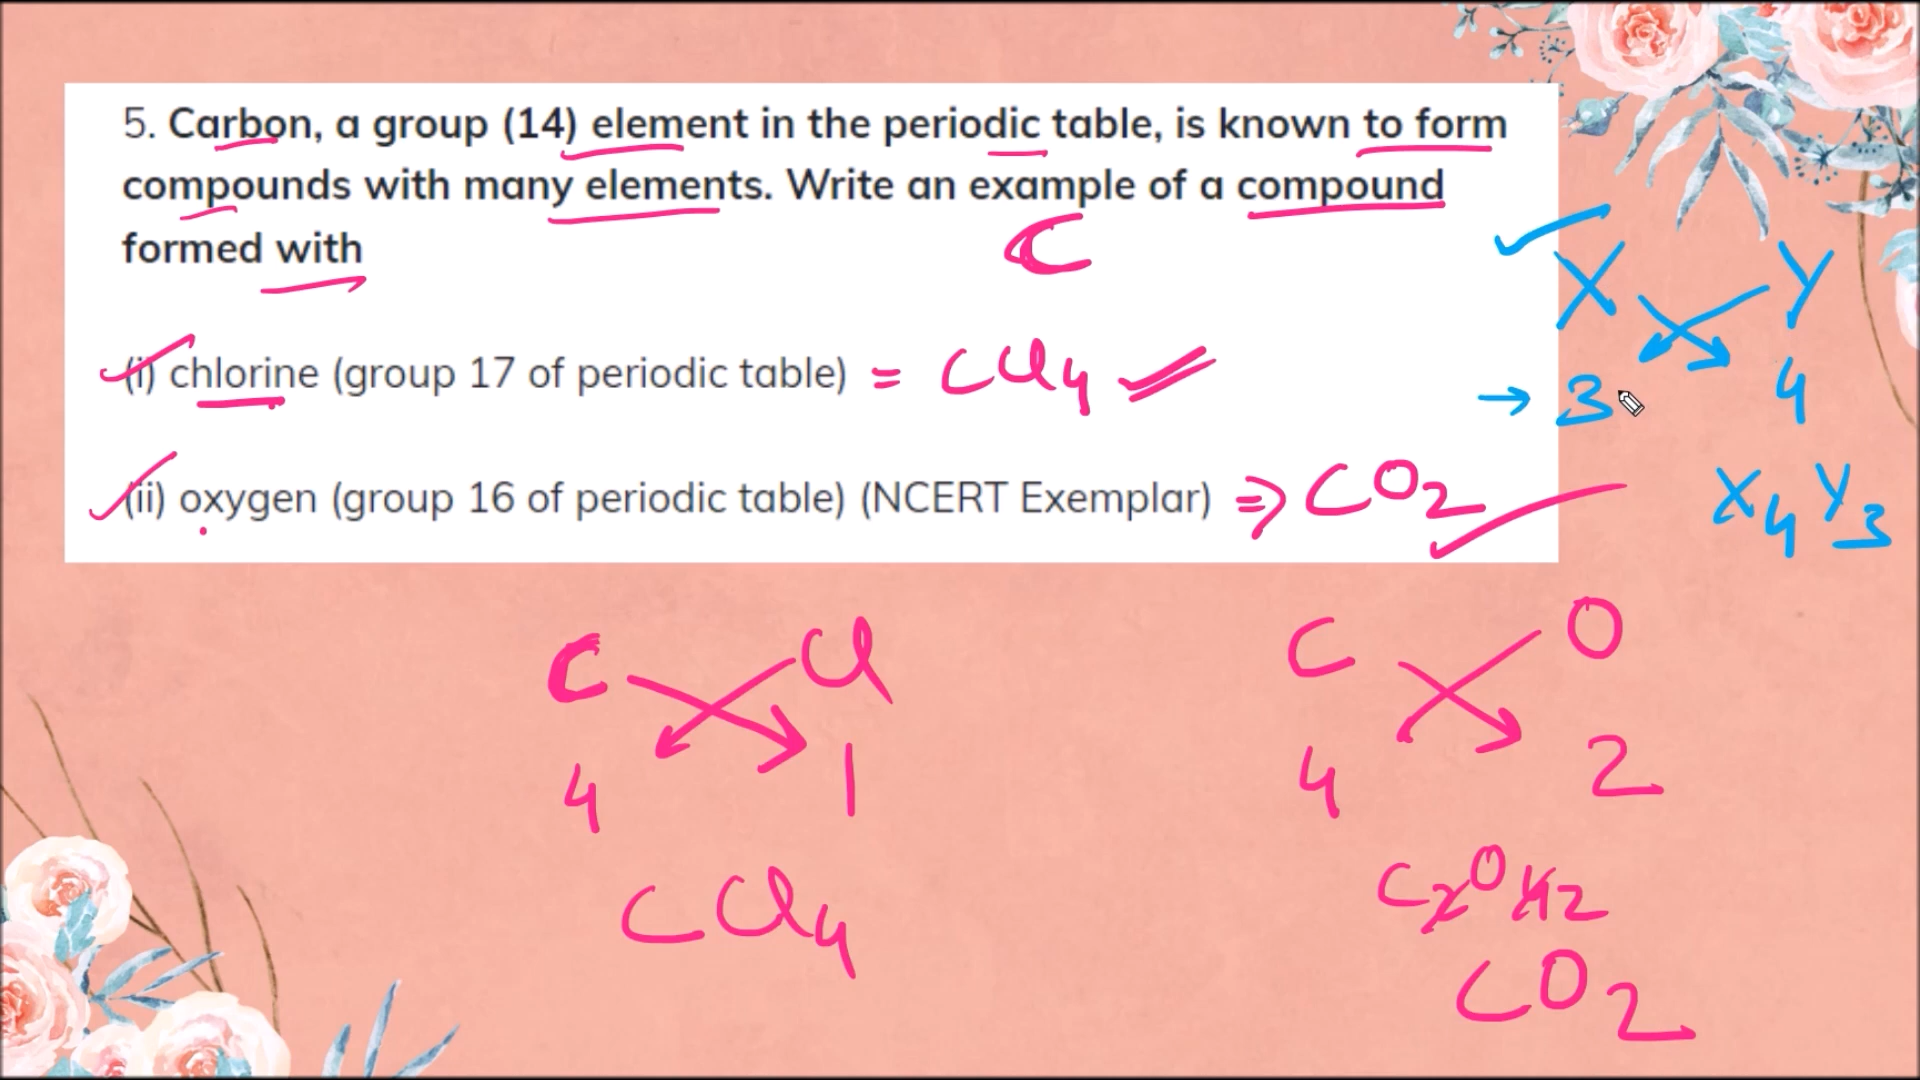 5. Carbon, a group (14) element in the periodic table, is known to form
compounds with many elements. Write an example of a compound
formed with
C
X Y
(i) chlorine (group 17 of periodic table) = CCl4
→ 3 4
(ii) oxygen (group 16 of periodic table) (NCERT Exemplar) ⇒ CO2
X4Y3
C Cl
4 1
CCl4
C O
4 2
C2O42
CO2